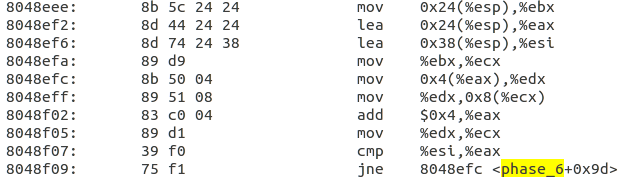 8048eee: 8b 5c 24 24 mov 0x24(%esp),%ebx
8048ef2: 8d 44 24 24 lea 0x24(%esp),%eax
8048ef6: 8d 74 24 38 lea 0x38(%esp),%esi
8048efa: 89 d9 mov %ebx,%ecx
8048efc: 8b 50 04 mov 0x4(%eax),%edx
8048eff: 89 51 08 mov %edx,0x8(%ecx)
8048f02: 83 c0 04 add $0x4,%eax
8048f05: 89 d1 mov %edx,%ecx
8048f07: 39 f0 cmp %esi,%eax
8048f09: 75 f1 jne 8048efc <phase_6+0x9d>